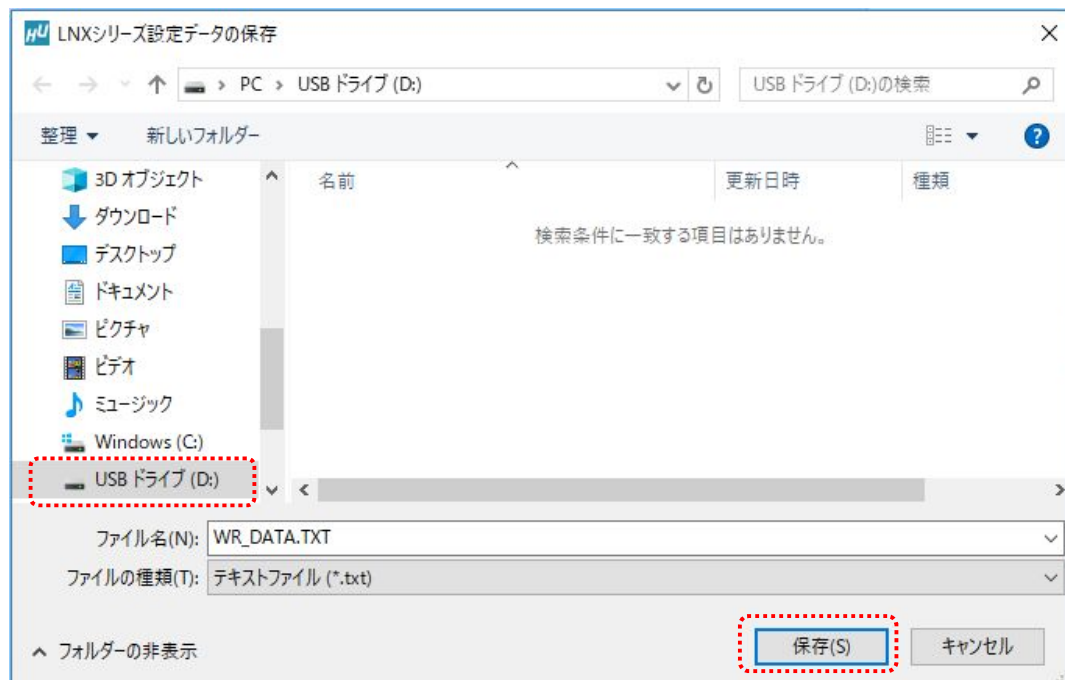 HU LNXシリーズ設定データの保存
PC › USB ドライブ (D:)
USB ドライブ (D:)の検索
整理
新しいフォルダー
3D オブジェクト
ダウンロード
デスクトップ
ドキュメント
ピクチャ
ビデオ
ミュージック
Windows (C:)
USB ドライブ (D:)
名前
更新日時
種類
検索条件に一致する項目はありません。
ファイル名(N): WR_DATA.TXT
ファイルの種類(T): テキストファイル (*.txt)
フォルダーの非表示
保存(S)
キャンセル